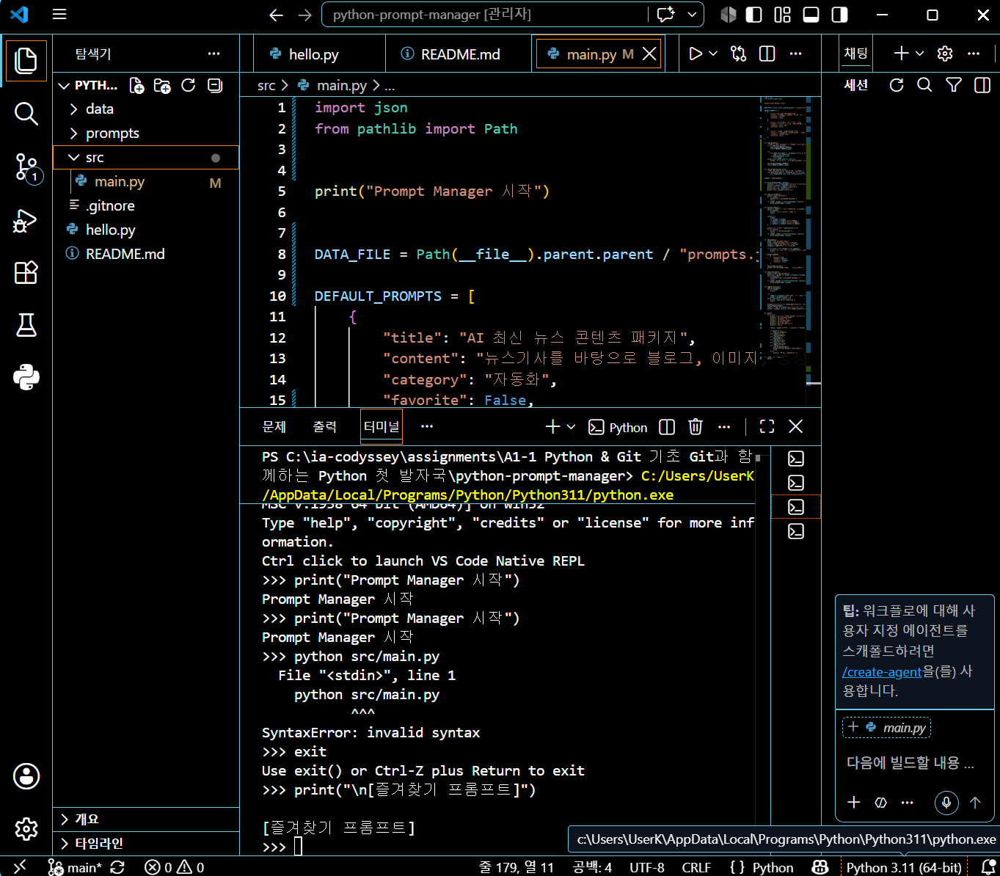 python-prompt-manager [관리자]
탐색기
hello.py
README.md
main.py M
채팅
PYTH...
src > main.py > ...
세션
data
prompts
src
main.py M
.gitnore
hello.py
README.md
1
1 import json
2 from pathlib import Path
3
4
5 print("Prompt Manager 시작")
6
7
8 DATA_FILE = Path(__file__).parent.parent / "prompts.
9
10 DEFAULT_PROMPTS = [
11 {
12 "title": "AI 최신 뉴스 콘텐츠 패키지",
13 "content": "뉴스기사를 바탕으로 블로그, 이미지,
14 "category": "자동화",
15 "favorite": False,
문제 출력 터미널
Python
PS C:\ia-codyssey\assignments\A1-1 Python & Git 기초 Git과 함
께하는 Python 첫 발자국\python-prompt-manager> C:/Users/UserK
/AppData/Local/Programs/Python/Python311/python.exe
MSC v.1938 64 bit (AMD64)] on win32
Type "help", "copyright", "credits" or "license" for more inf
ormation.
Ctrl click to launch VS Code Native REPL
>>> print("Prompt Manager 시작")
Prompt Manager 시작
>>> print("Prompt Manager 시작")
Prompt Manager 시작
>>> python src/main.py
File "<stdin>", line 1
python src/main.py
^^^
SyntaxError: invalid syntax
>>> exit
Use exit() or Ctrl-Z plus Return to exit
>>> print("\n[즐겨찾기 프롬프트]")
[즐겨찾기 프롬프트]
>>>
팁: 워크플로에 대해 사
용자 지정 에이전트를
스캐폴드하려면
/create-agent을(를) 사
용합니다.
main.py
다음에 빌드할 내용 ...
개요
타임라인
c:\Users\UserK\AppData\Local\Programs\Python\Python311\python.exe
main*
0
0
줄 179, 열 11
공백: 4
UTF-8
CRLF
{ } Python
Python 3.11 (64-bit)